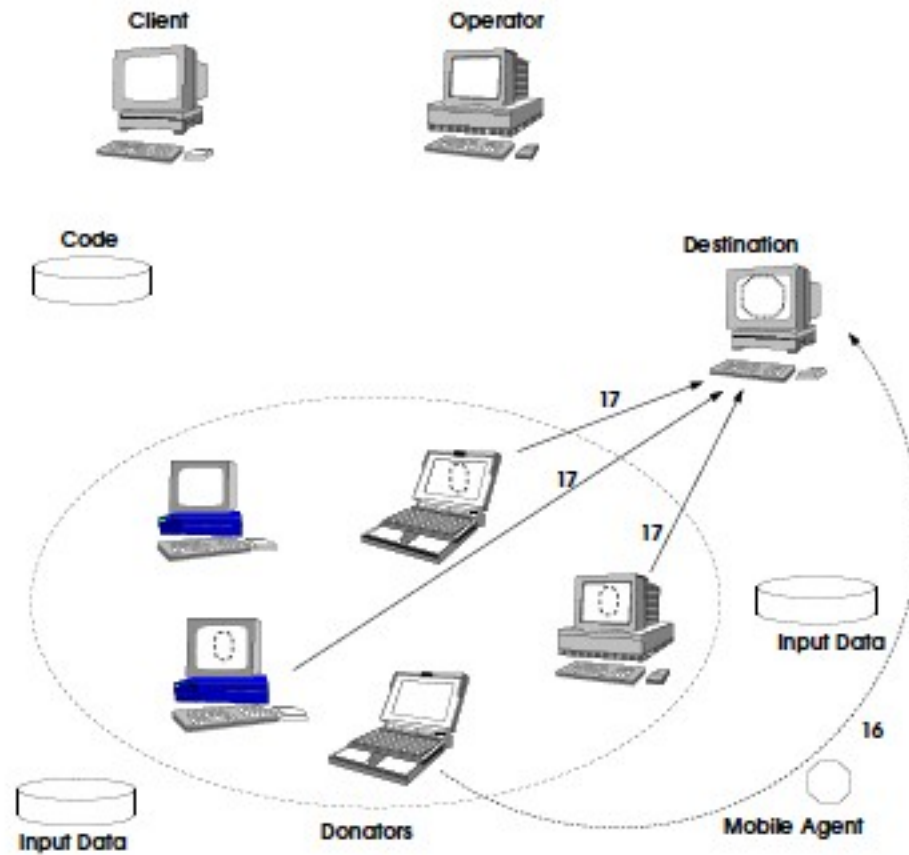 Client
Operator
Code
Destination
17
17
17
Input Data
16
Mobile Agent
Donators
Input Data